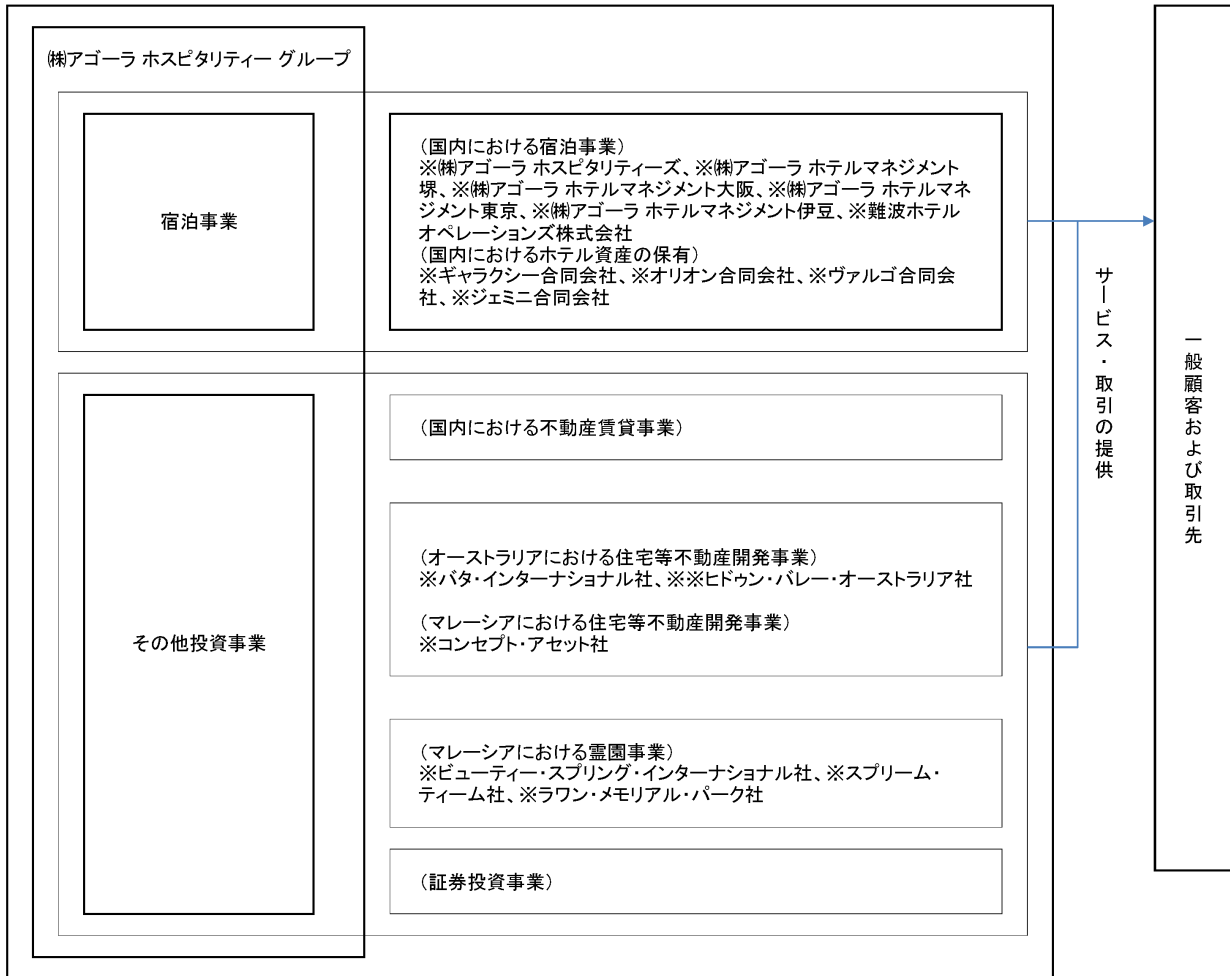 ㈱アゴーラ ホスピタリティー グループ
宿泊事業
(国内における宿泊事業)
※㈱アゴーラ ホスピタリティーズ、※㈱アゴーラ ホテルマネジメント
堺、※㈱アゴーラ ホテルマネジメント大阪、※㈱アゴーラ ホテルマネ
ジメント東京、※㈱アゴーラ ホテルマネジメント伊豆、※難波ホテル
オペレーションズ株式会社
(国内におけるホテル資産の保有)
※ギャラクシー合同会社、※オリオン合同会社、※ヴァルゴ合同会
社、※ジェミニ合同会社
その他投資事業
(国内における不動産賃貸事業)
(オーストラリアにおける住宅等不動産開発事業)
※バタ・インターナショナル社、※※ヒドゥン・バレー・オーストラリア社
(マレーシアにおける住宅等不動産開発事業)
※コンセプト・アセット社
(マレーシアにおける霊園事業)
※ビューティー・スプリング・インターナショナル社、※スプリーム・
ティーム社、※ラワン・メモリアル・パーク社
(証券投資事業)
サービス・取引の提供
一般顧客および取引先